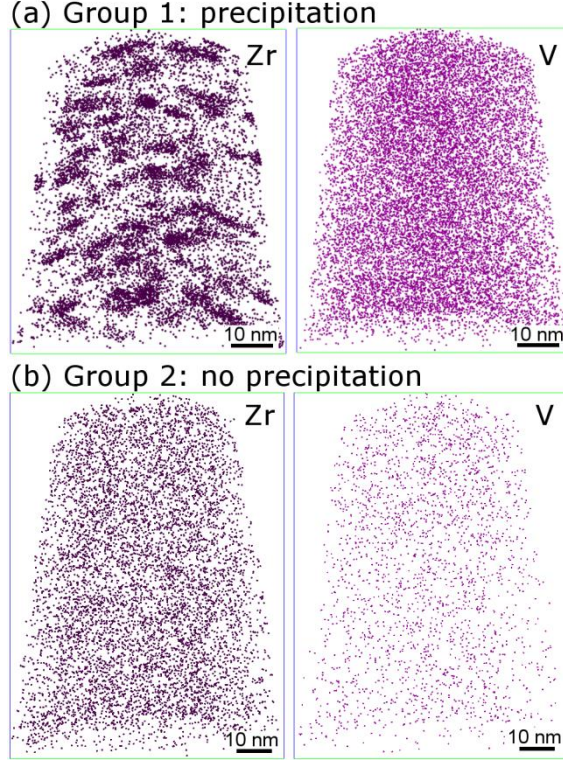 (a) Group 1: precipitation
Zr
V
10 nm
10 nm
(b) Group 2: no precipitation
Zr
V
10 nm
10 nm